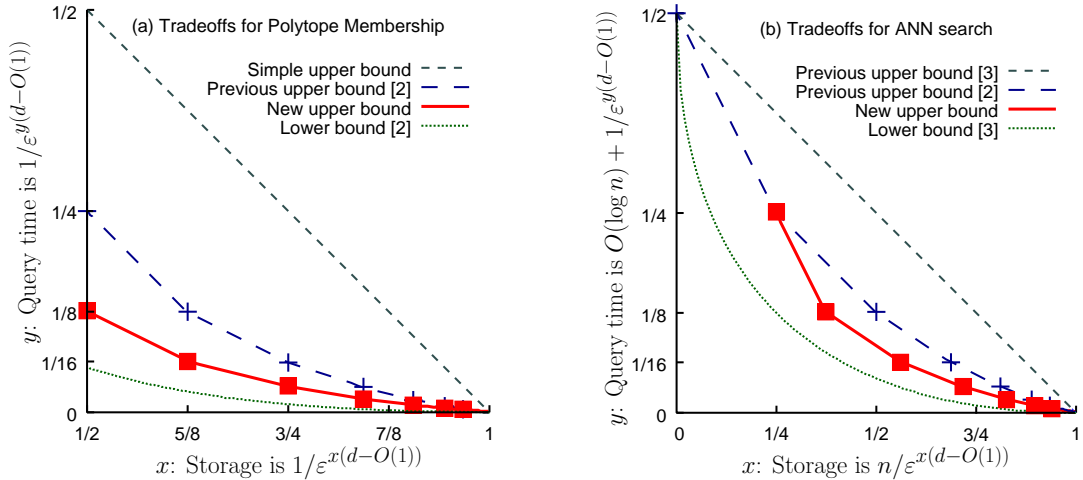 (a) Tradeoffs for Polytope Membership
Simple upper bound
Previous upper bound [2]
New upper bound
Lower bound [2]
1/2
1/4
1/8
1/16
0
1/2
5/8
3/4
7/8
1
y: Query time is 1/ε^{y(d−O(1))}
x: Storage is 1/ε^{x(d−O(1))}
(b) Tradeoffs for ANN search
Previous upper bound [3]
Previous upper bound [2]
New upper bound
Lower bound [3]
1/2
1/4
1/8
1/16
0
0
1/4
1/2
3/4
1
y: Query time is O(log n) + 1/ε^{y(d−O(1))}
x: Storage is n/ε^{x(d−O(1))}